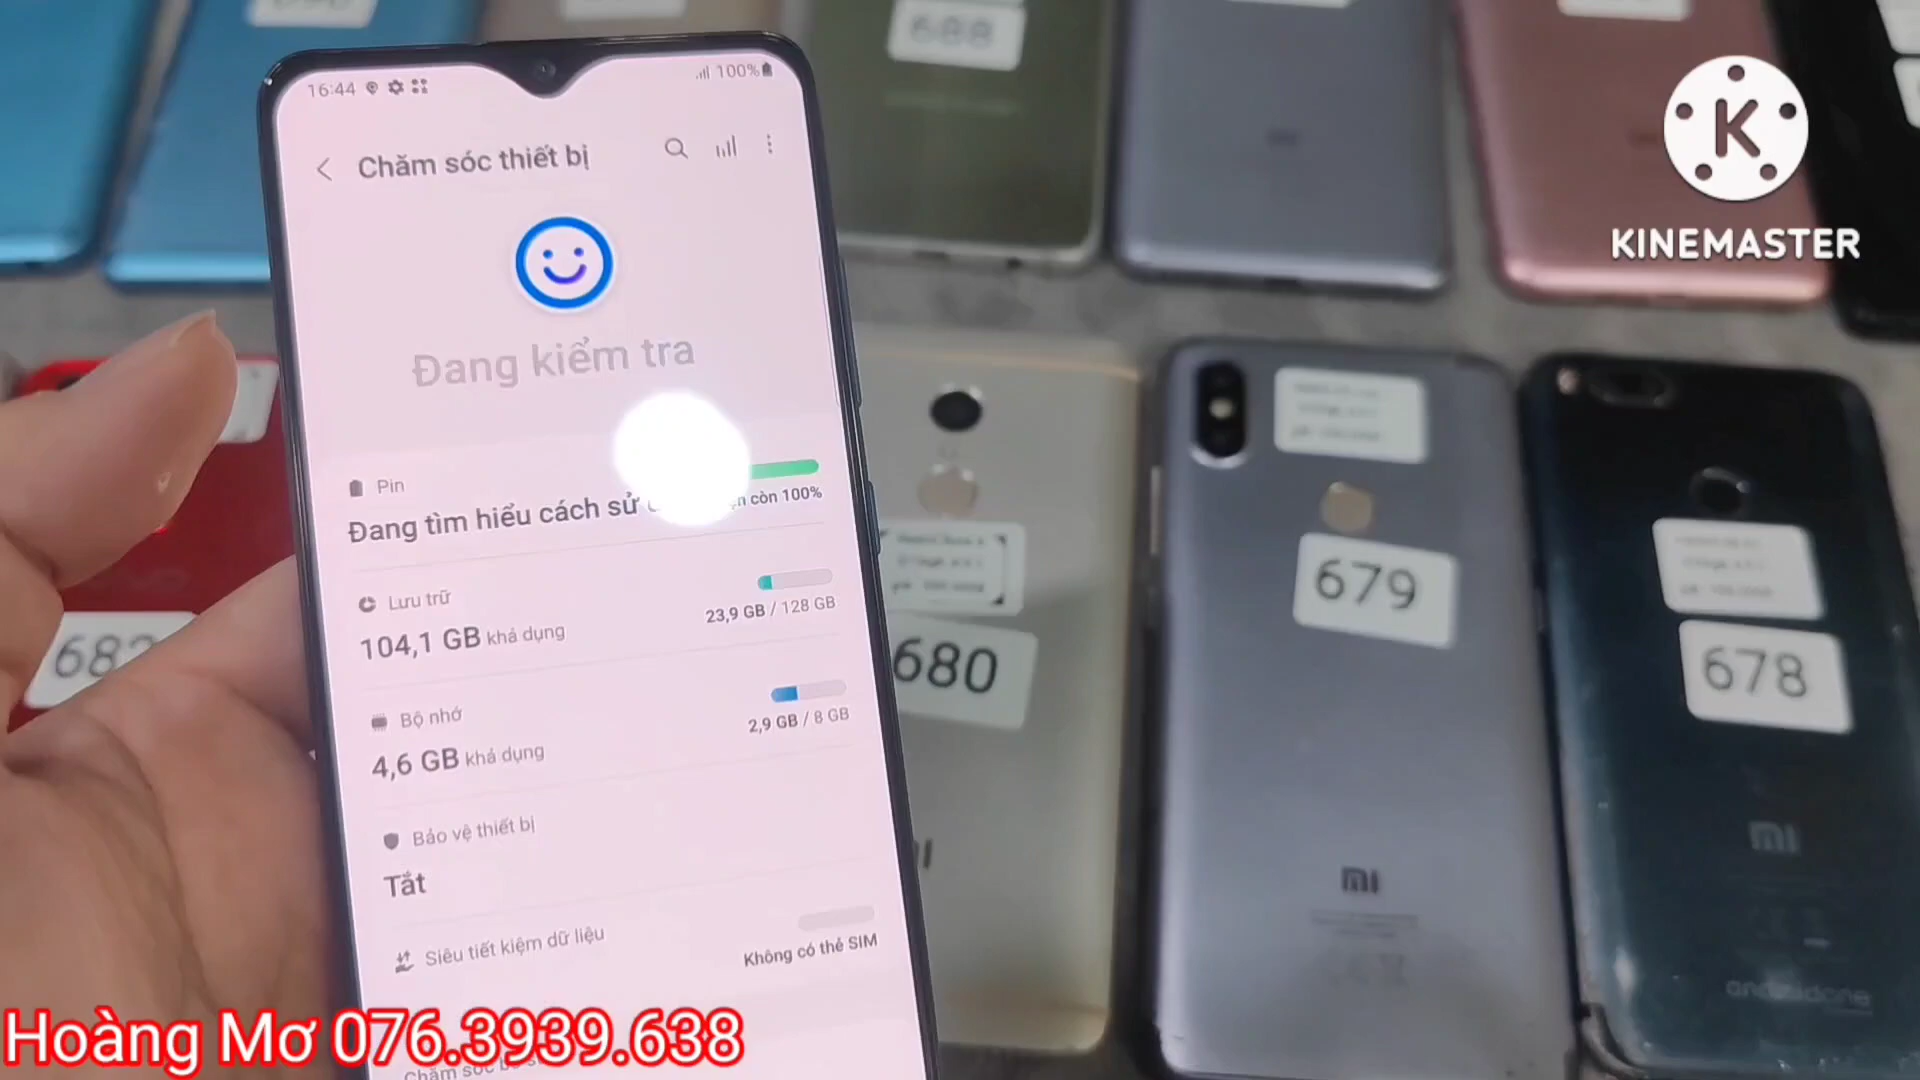 688
16:44
100%
Chăm sóc thiết bị
K
KINEMASTER
Đang kiểm tra
Pin
Đang tìm hiểu cách sử
còn 100%
Lưu trữ
104,1 GB khả dụng
23,9 GB / 128 GB
Bộ nhớ
4,6 GB khả dụng
2,9 GB / 8 GB
Bảo vệ thiết bị
Tắt
Siêu tiết kiệm dữ liệu
Không có thẻ SIM
680
679
678
mi
mi
androidone
Hoàng Mơ 076.3939.638